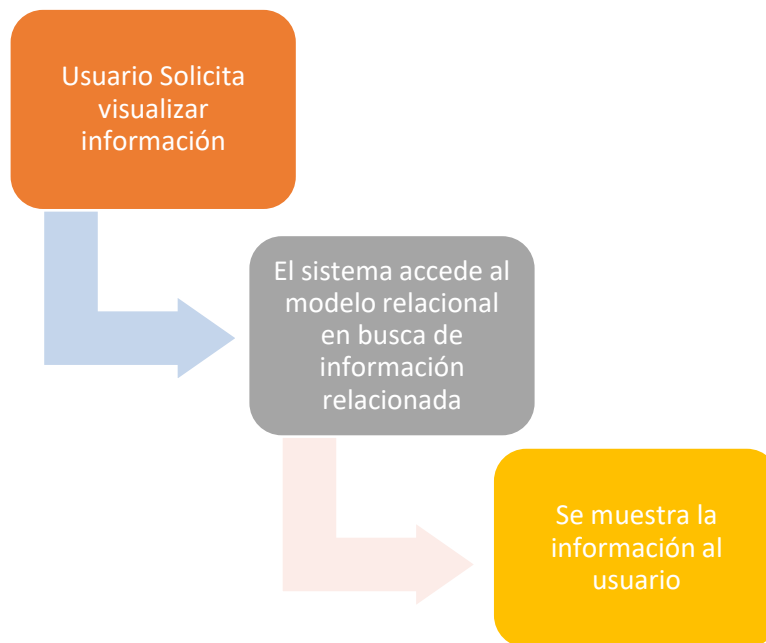 Usuario Solicita
visualizar
información
El sistema accede al
modelo relacional
en busca de
información
relacionada
Se muestra la
información al
usuario